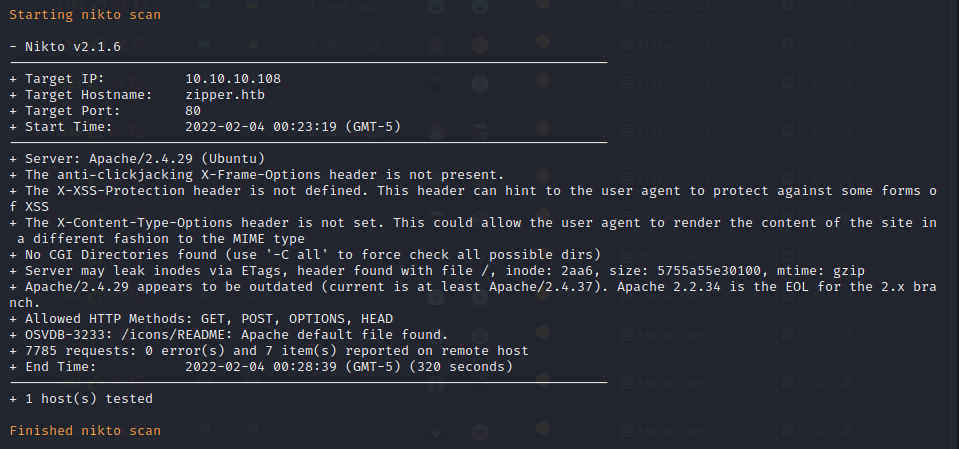 Starting nikto scan
- Nikto v2.1.6
+ Target IP: 10.10.10.108
+ Target Hostname: zipper.htb
+ Target Port: 80
+ Start Time: 2022-02-04 00:23:19 (GMT-5)
+ Server: Apache/2.4.29 (Ubuntu)
+ The anti-clickjacking X-Frame-Options header is not present.
+ The X-XSS-Protection header is not defined. This header can hint to the user agent to protect against some forms o
f XSS
+ The X-Content-Type-Options header is not set. This could allow the user agent to render the content of the site in
a different fashion to the MIME type
+ No CGI Directories found (use '-C all' to force check all possible dirs)
+ Server may leak inodes via ETags, header found with file /, inode: 2aa6, size: 5755a55e30100, mtime: gzip
+ Apache/2.4.29 appears to be outdated (current is at least Apache/2.4.37). Apache 2.2.34 is the EOL for the 2.x bra
nch.
+ Allowed HTTP Methods: GET, POST, OPTIONS, HEAD
+ OSVDB-3233: /icons/README: Apache default file found.
+ 7785 requests: 0 error(s) and 7 item(s) reported on remote host
+ End Time: 2022-02-04 00:28:39 (GMT-5) (320 seconds)
+ 1 host(s) tested
Finished nikto scan